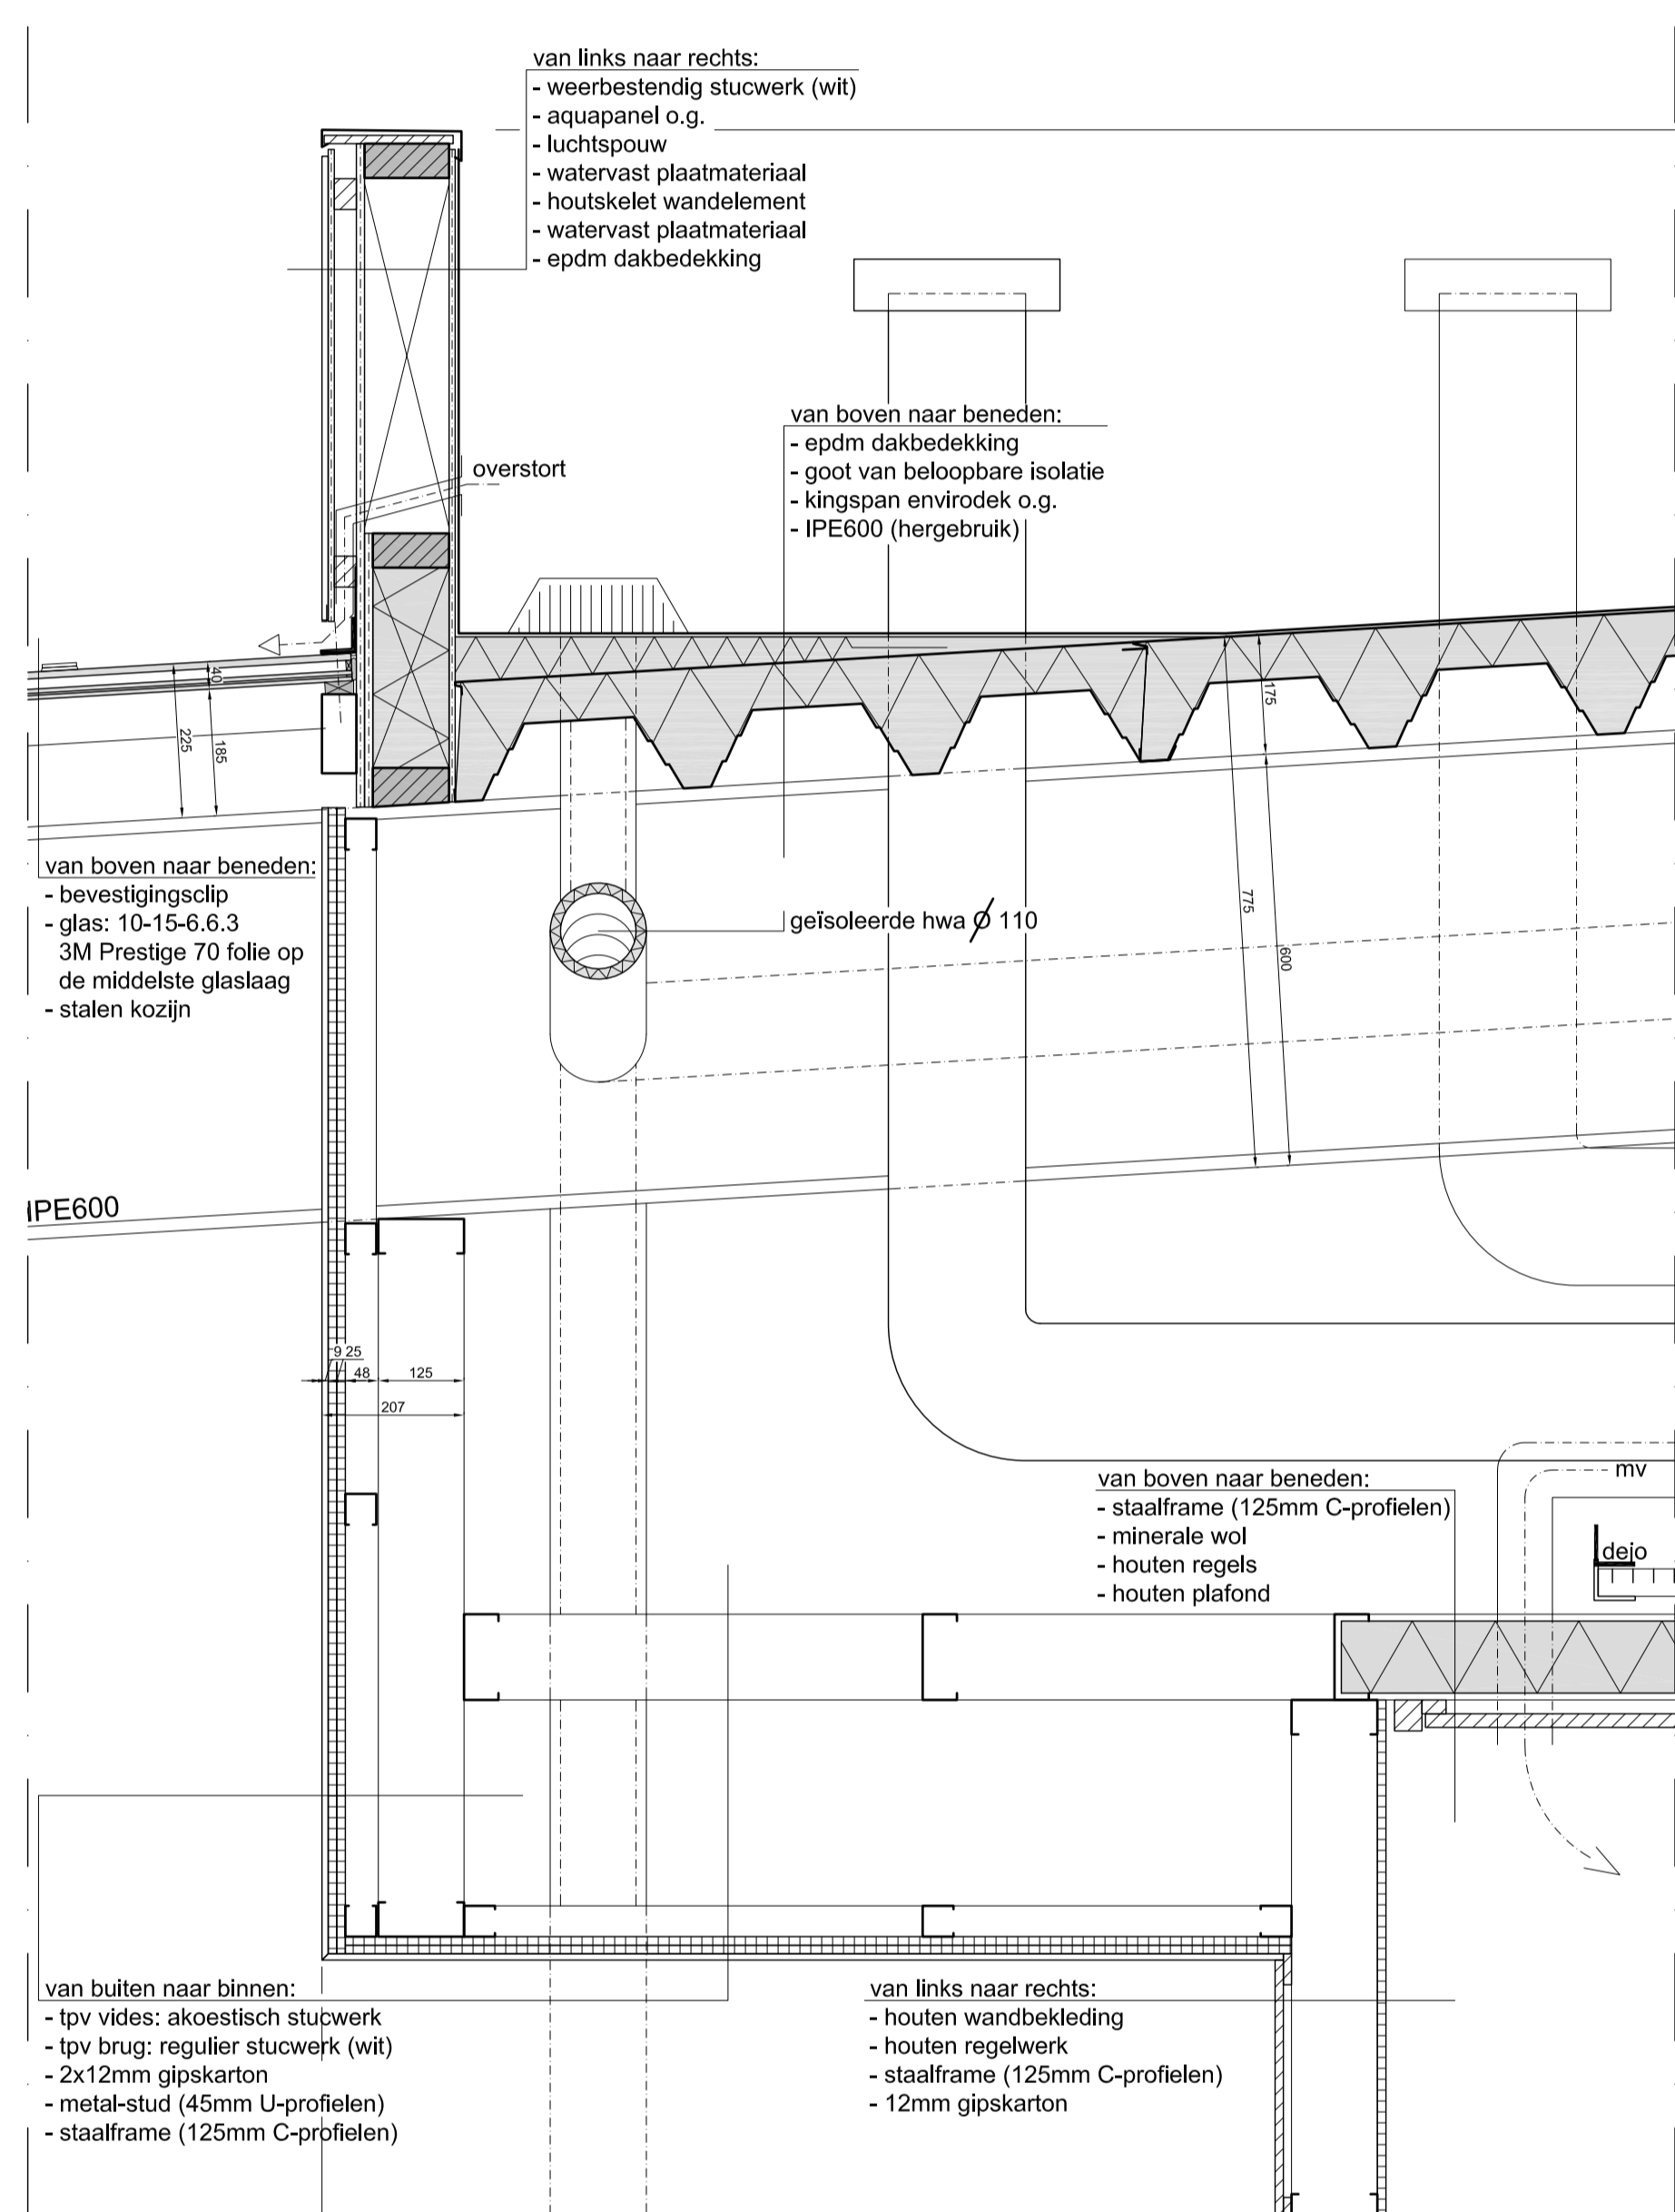 van links naar rechts:
- weerbestendig stucwerk (wit)
- aquapanel o.g.
- luchtspouw
- watervast plaatmateriaal
- houtskelet wandelement
- watervast plaatmateriaal
- epdm dakbedekking
overstort
van boven naar beneden:
- epdm dakbedekking
- goot van beloopbare isolatie
- kingspan envirodek o.g.
- IPE600 (hergebruik)
40
225
185
175
775
600
van boven naar beneden:
- bevestigingsclip
- glas: 10-15-6.6.3
3M Prestige 70 folie op
de middelste glaslaag
- stalen kozijn
geïsoleerde hwa Ø 110
IPE600
9 25
48
125
207
van boven naar beneden:
- staalframe (125mm C-profielen)
- minerale wol
- houten regels
- houten plafond
mv
dejo
van buiten naar binnen:
- tpv vides: akoestisch stucwerk
- tpv brug: regulier stucwerk (wit)
- 2x12mm gipskarton
- metal-stud (45mm U-profielen)
- staalframe (125mm C-profielen)
van links naar rechts:
- houten wandbekleding
- houten regelwerk
- staalframe (125mm C-profielen)
- 12mm gipskarton